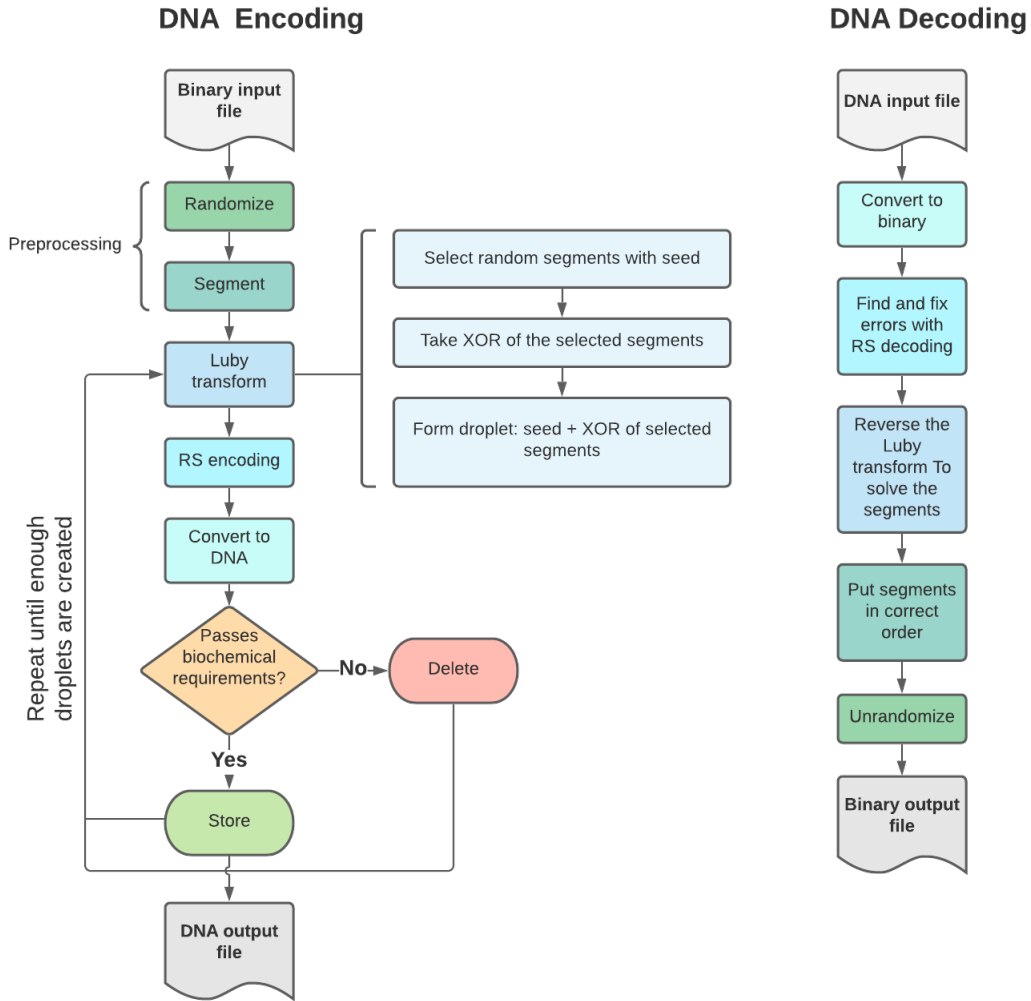 DNA Encoding
Binary input
file
Randomize
Preprocessing
Segment
Luby
transform
Select random segments with seed
Take XOR of the selected segments
Form droplet: seed + XOR of selected
segments
RS encoding
Convert to
DNA
Passes
biochemical
requirements?
No
Delete
Yes
Store
Repeat until enough
droplets are created
DNA output
file
DNA Decoding
DNA input file
Convert to
binary
Find and fix
errors with
RS decoding
Reverse the
Luby
transform To
solve the
segments
Put segments
in correct
order
Unrandomize
Binary output
file